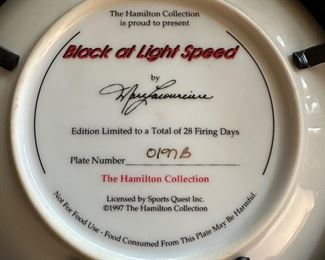 The Hamilton Collection
is proud to present
Black at Light Speed
by
Edition Limited to a Total of 28 Firing Days
Plate Number 0197B
The Hamilton Collection
Licensed by Sports Quest Inc.
©1997 The Hamilton Collection
Not For Food Use - Food Consumed From This Plate May Be Harmful.